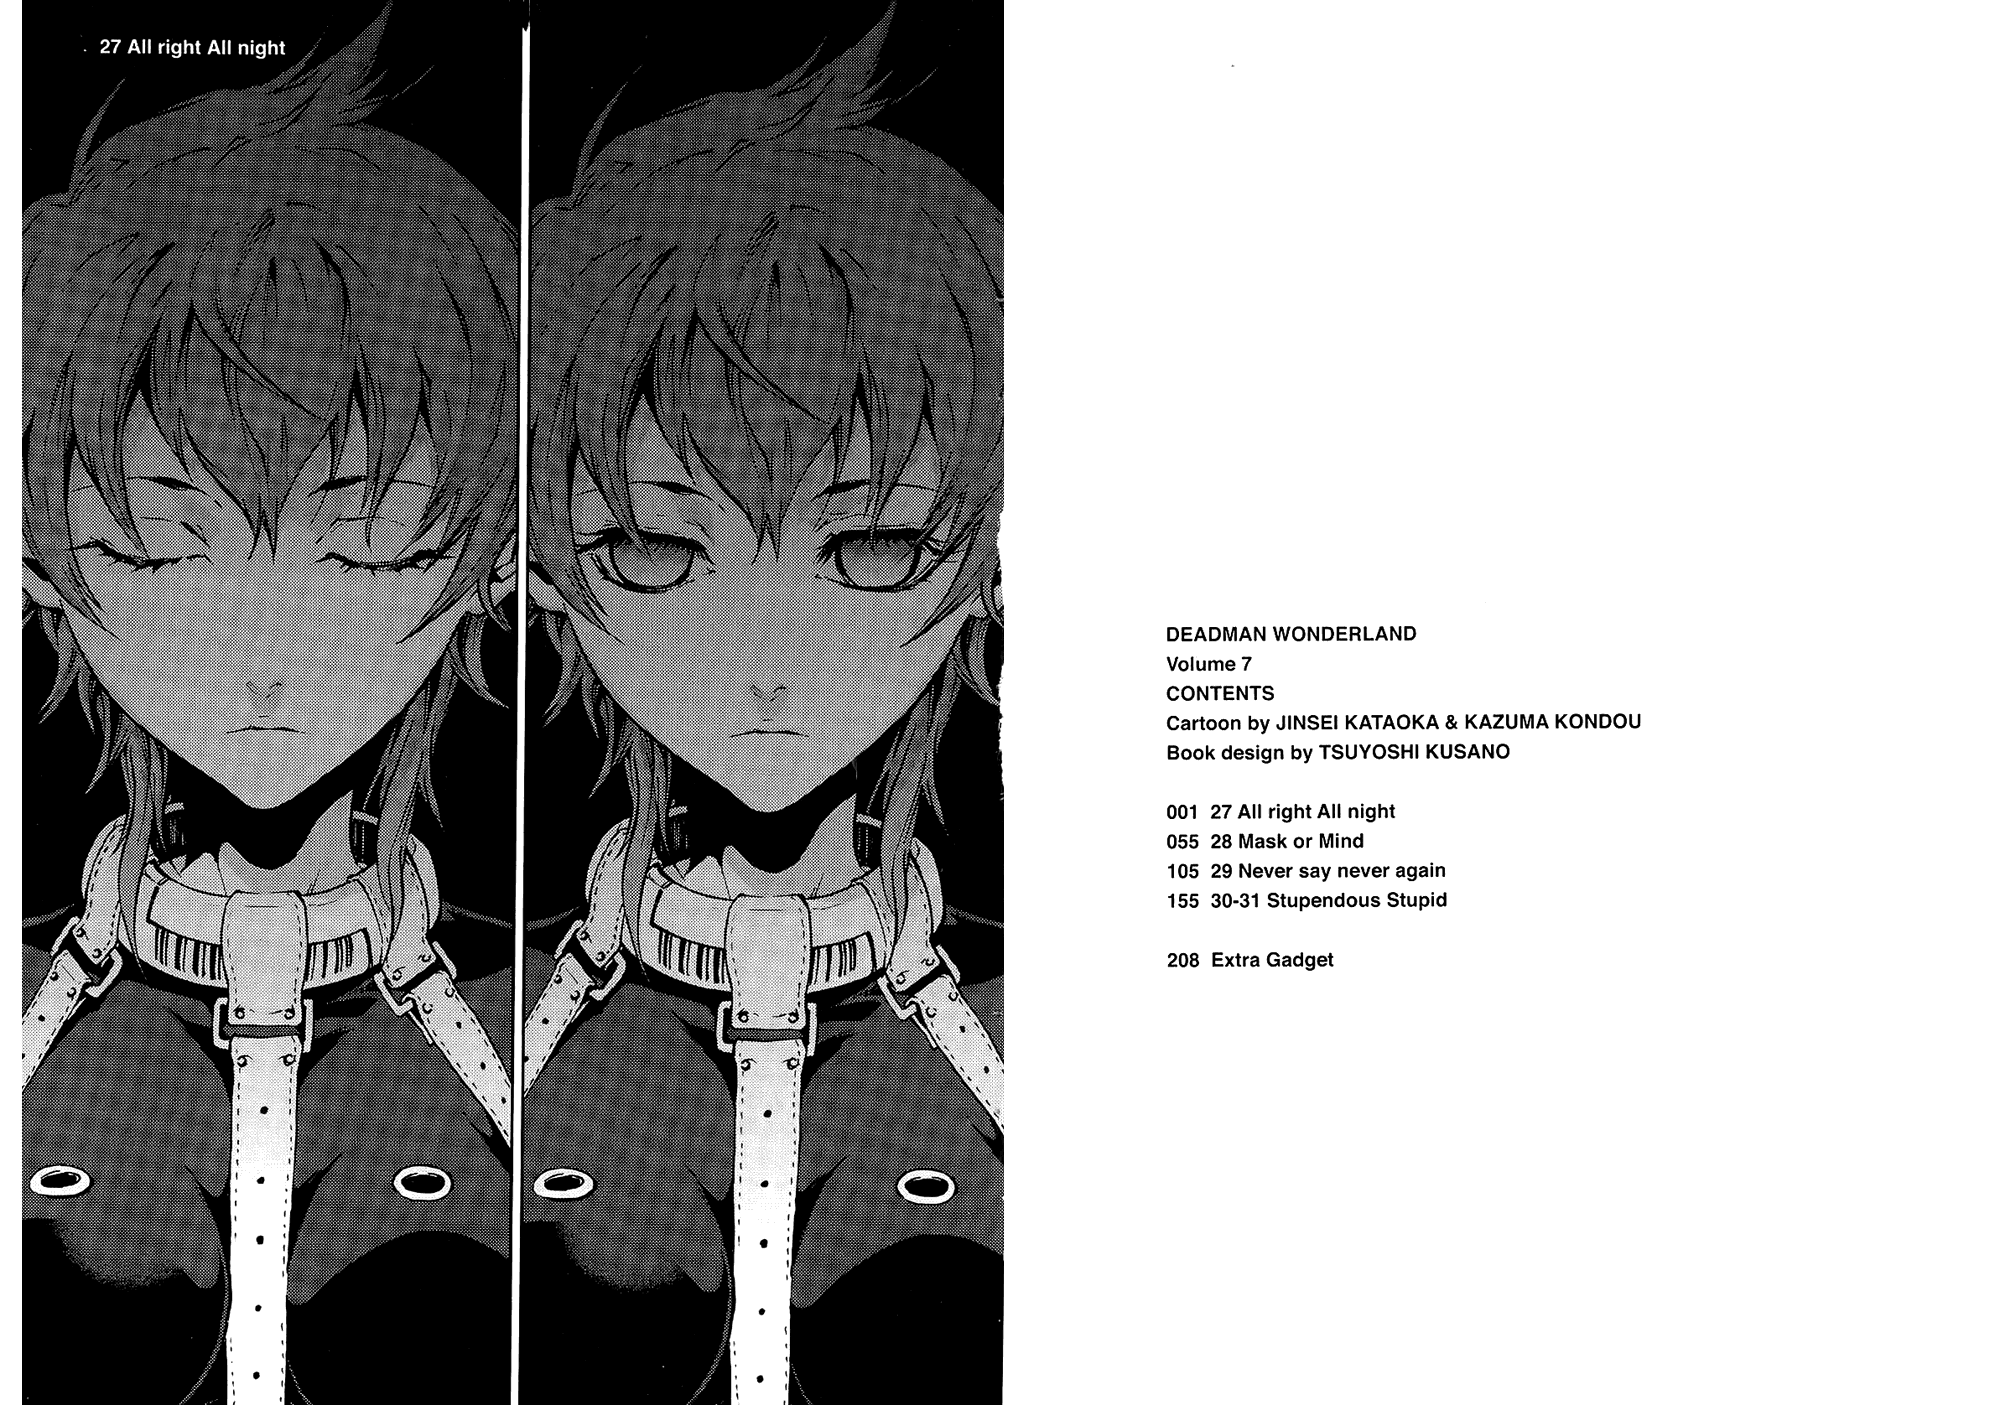 27 All right All night
DEADMAN WONDERLAND
Volume 7
CONTENTS
Cartoon by JINSEI KATAOKA & KAZUMA KONDOU
Book design by TSUYOSHI KUSANO
001 27 All right All night
055 28 Mask or Mind
105 29 Never say never again
155 30-31 Stupendous Stupid
208 Extra Gadget